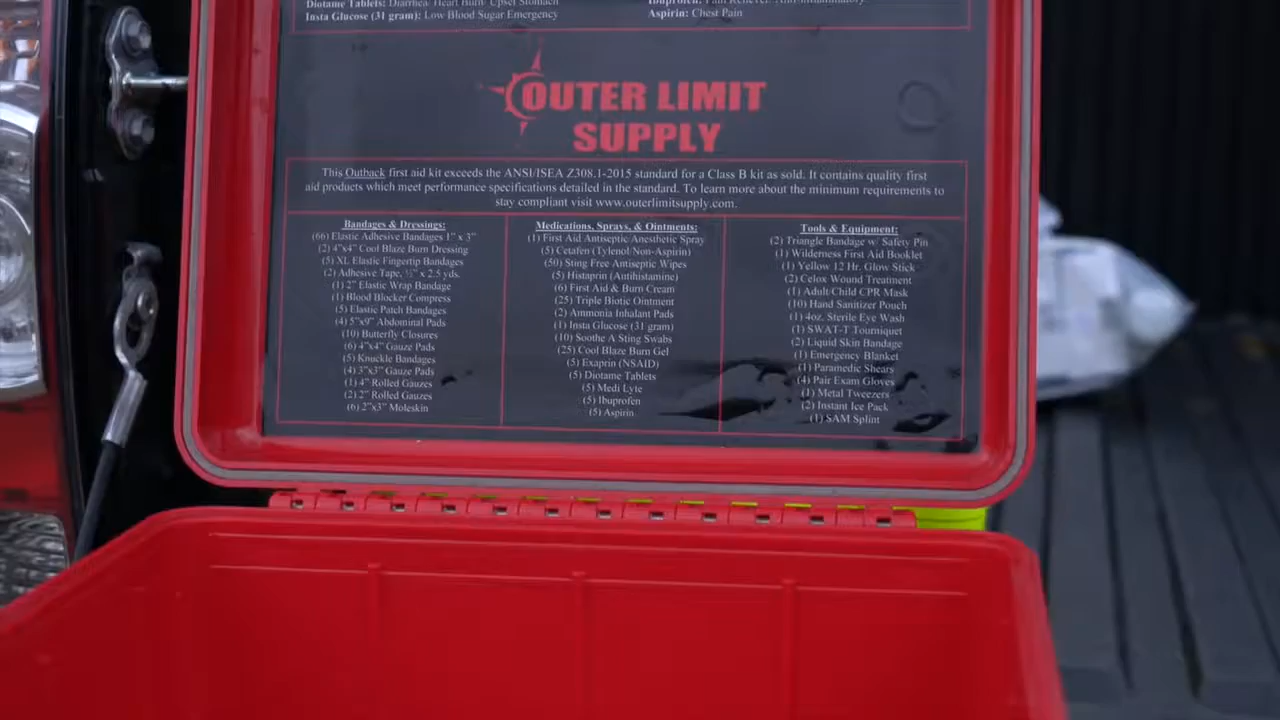 Diotame Tablets: Diarrhea/ Heart Burn/ Upset Stomach
Insta Glucose (31 gram): Low Blood Sugar Emergency
Ibuprofen: Pain Reliever/ Anti-Inflammatory
Aspirin: Chest Pain
OUTER LIMIT
SUPPLY
This Outback first aid kit exceeds the ANSI/ISEA Z308.1-2015 standard for a Class B kit as sold. It contains quality first
aid products which meet performance specifications detailed in the standard. To learn more about the minimum requirements to
stay compliant visit www.outerlimitsupply.com.
Bandages & Dressings:
(66) Elastic Adhesive Bandages 1" x 3"
(2) 4"x4" Cool Blaze Burn Dressing
(5) XL Elastic Fingertip Bandages
(2) Adhesive Tape, ½" x 2.5 yds.
(1) 2" Elastic Wrap Bandage
(1) Blood Blocker Compress
(5) Elastic Patch Bandages
(4) 5"x9" Abdominal Pads
(10) Butterfly Closures
(6) 4"x4" Gauze Pads
(5) Knuckle Bandages
(4) 3"x3" Gauze Pads
(1) 4" Rolled Gauzes
(2) 2" Rolled Gauzes
(6) 2"x3" Moleskin
Medications, Sprays, & Ointments:
(1) First Aid Antiseptic Anesthetic Spray
(5) Cetafen (Tylenol/Non-Aspirin)
(50) Sting Free Antiseptic Wipes
(5) Histaprin (Antihistamine)
(6) First Aid & Burn Cream
(25) Triple Biotic Ointment
(2) Ammonia Inhalant Pads
(1) Insta Glucose (31 gram)
(10) Soothe A Sting Swabs
(25) Cool Blaze Burn Gel
(5) Exaprin (NSAID)
(5) Diotame Tablets
(5) Medi Lyte
(5) Ibuprofen
(5) Aspirin
Tools & Equipment:
(2) Triangle Bandage w/ Safety Pin
(1) Wilderness First Aid Booklet
(1) Yellow 12 Hr. Glow Stick
(2) Celox Wound Treatment
(1) Adult/Child CPR Mask
(10) Hand Sanitizer Pouch
(1) 4oz. Sterile Eye Wash
(1) SWAT-T Tourniquet
(2) Liquid Skin Bandage
(1) Emergency Blanket
(1) Paramedic Shears
(4) Pair Exam Gloves
(1) Metal Tweezers
(2) Instant Ice Pack
(1) SAM Splint